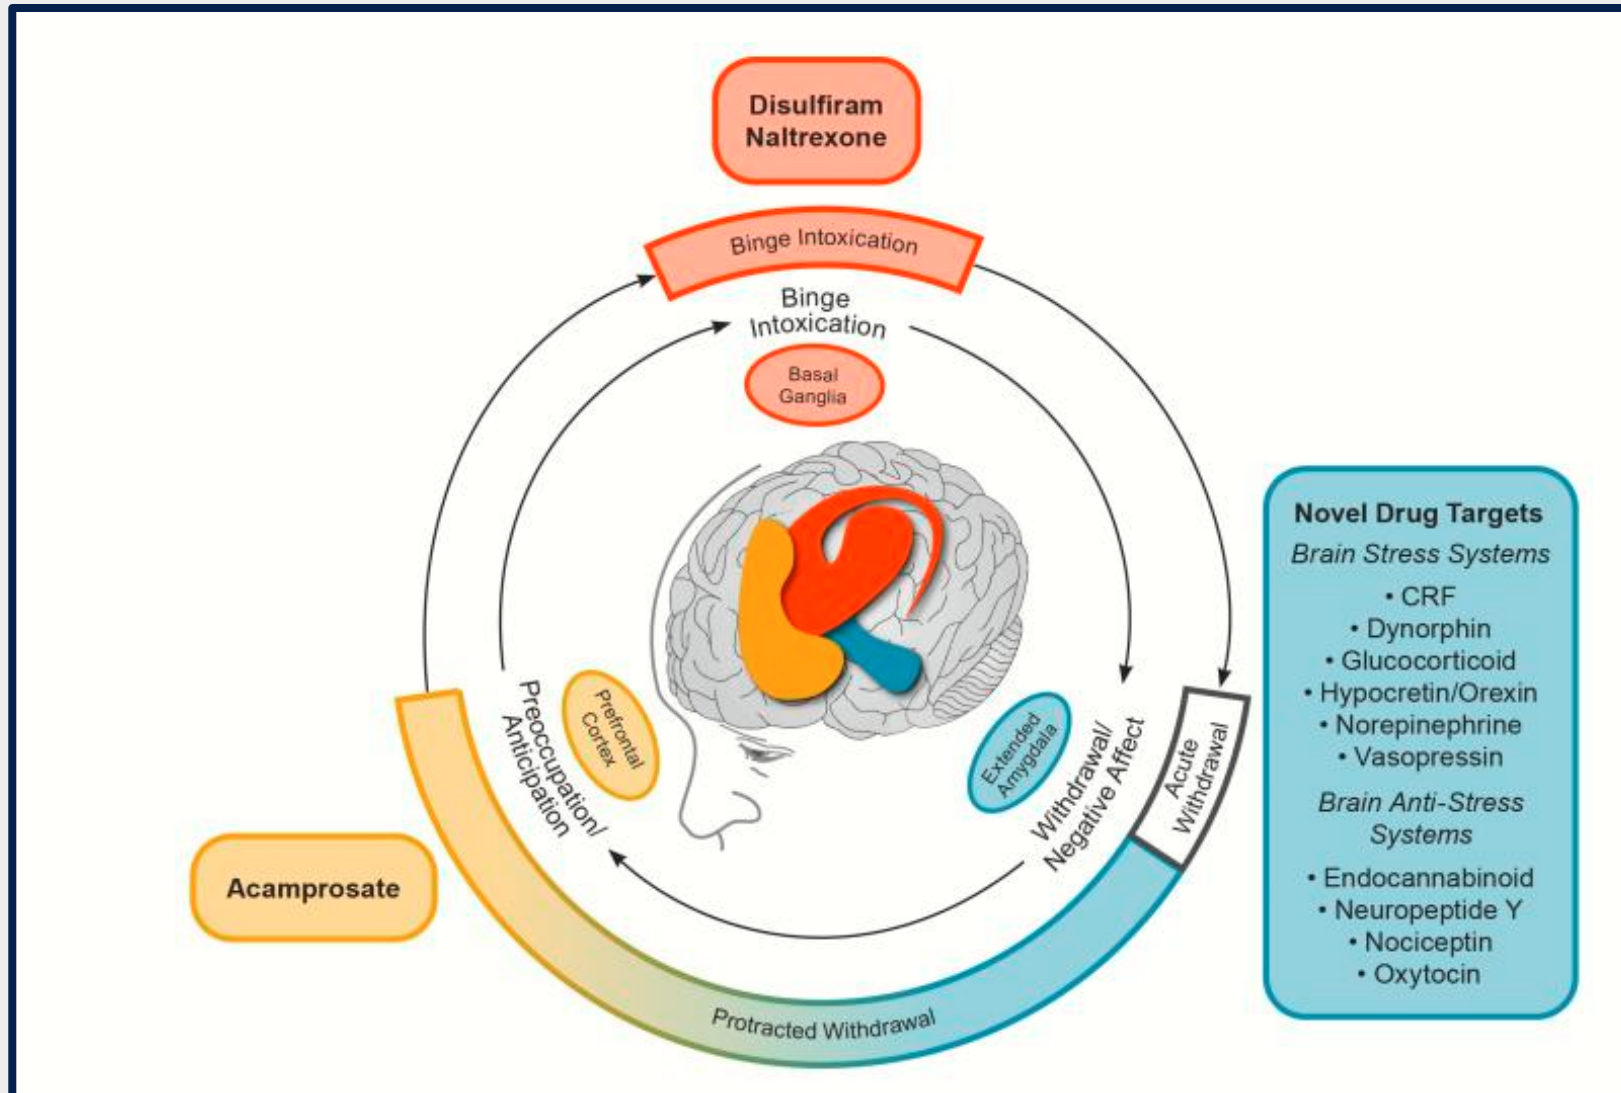 Disulfiram
Naltrexone
Binge Intoxication
Binge
Intoxication
Basal
Ganglia
Novel Drug Targets
Brain Stress Systems
• CRF
• Dynorphin
• Glucocorticoid
• Hypocretin/Orexin
• Norepinephrine
• Vasopressin
Brain Anti-Stress
Systems
• Endocannabinoid
• Neuropeptide Y
• Nociceptin
• Oxytocin
Preoccupation/
Anticipation
Prefrontal
Cortex
Extended
Amygdala
Withdrawal/
Negative Affect
Acute
Withdrawal
Acamprosate
Protracted Withdrawal